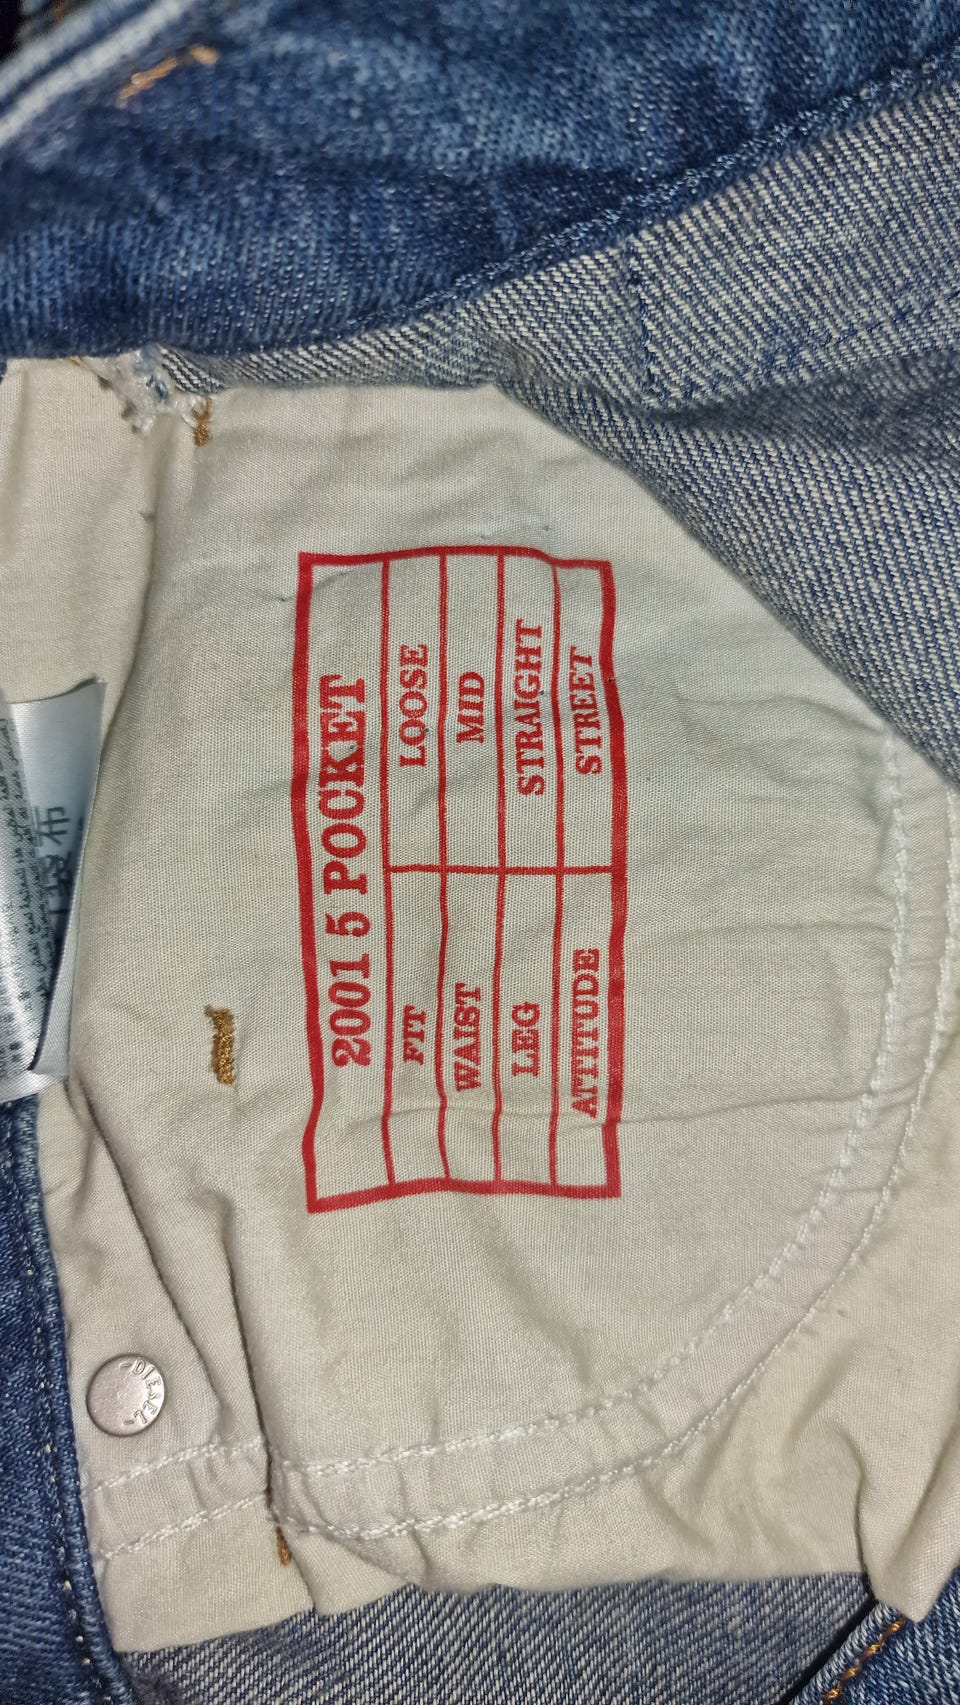 2001 5 POCKET
FIT LOOSE
WAIST MID
LEG STRAIGHT
ATTITUDE STREET
-DIESEL-